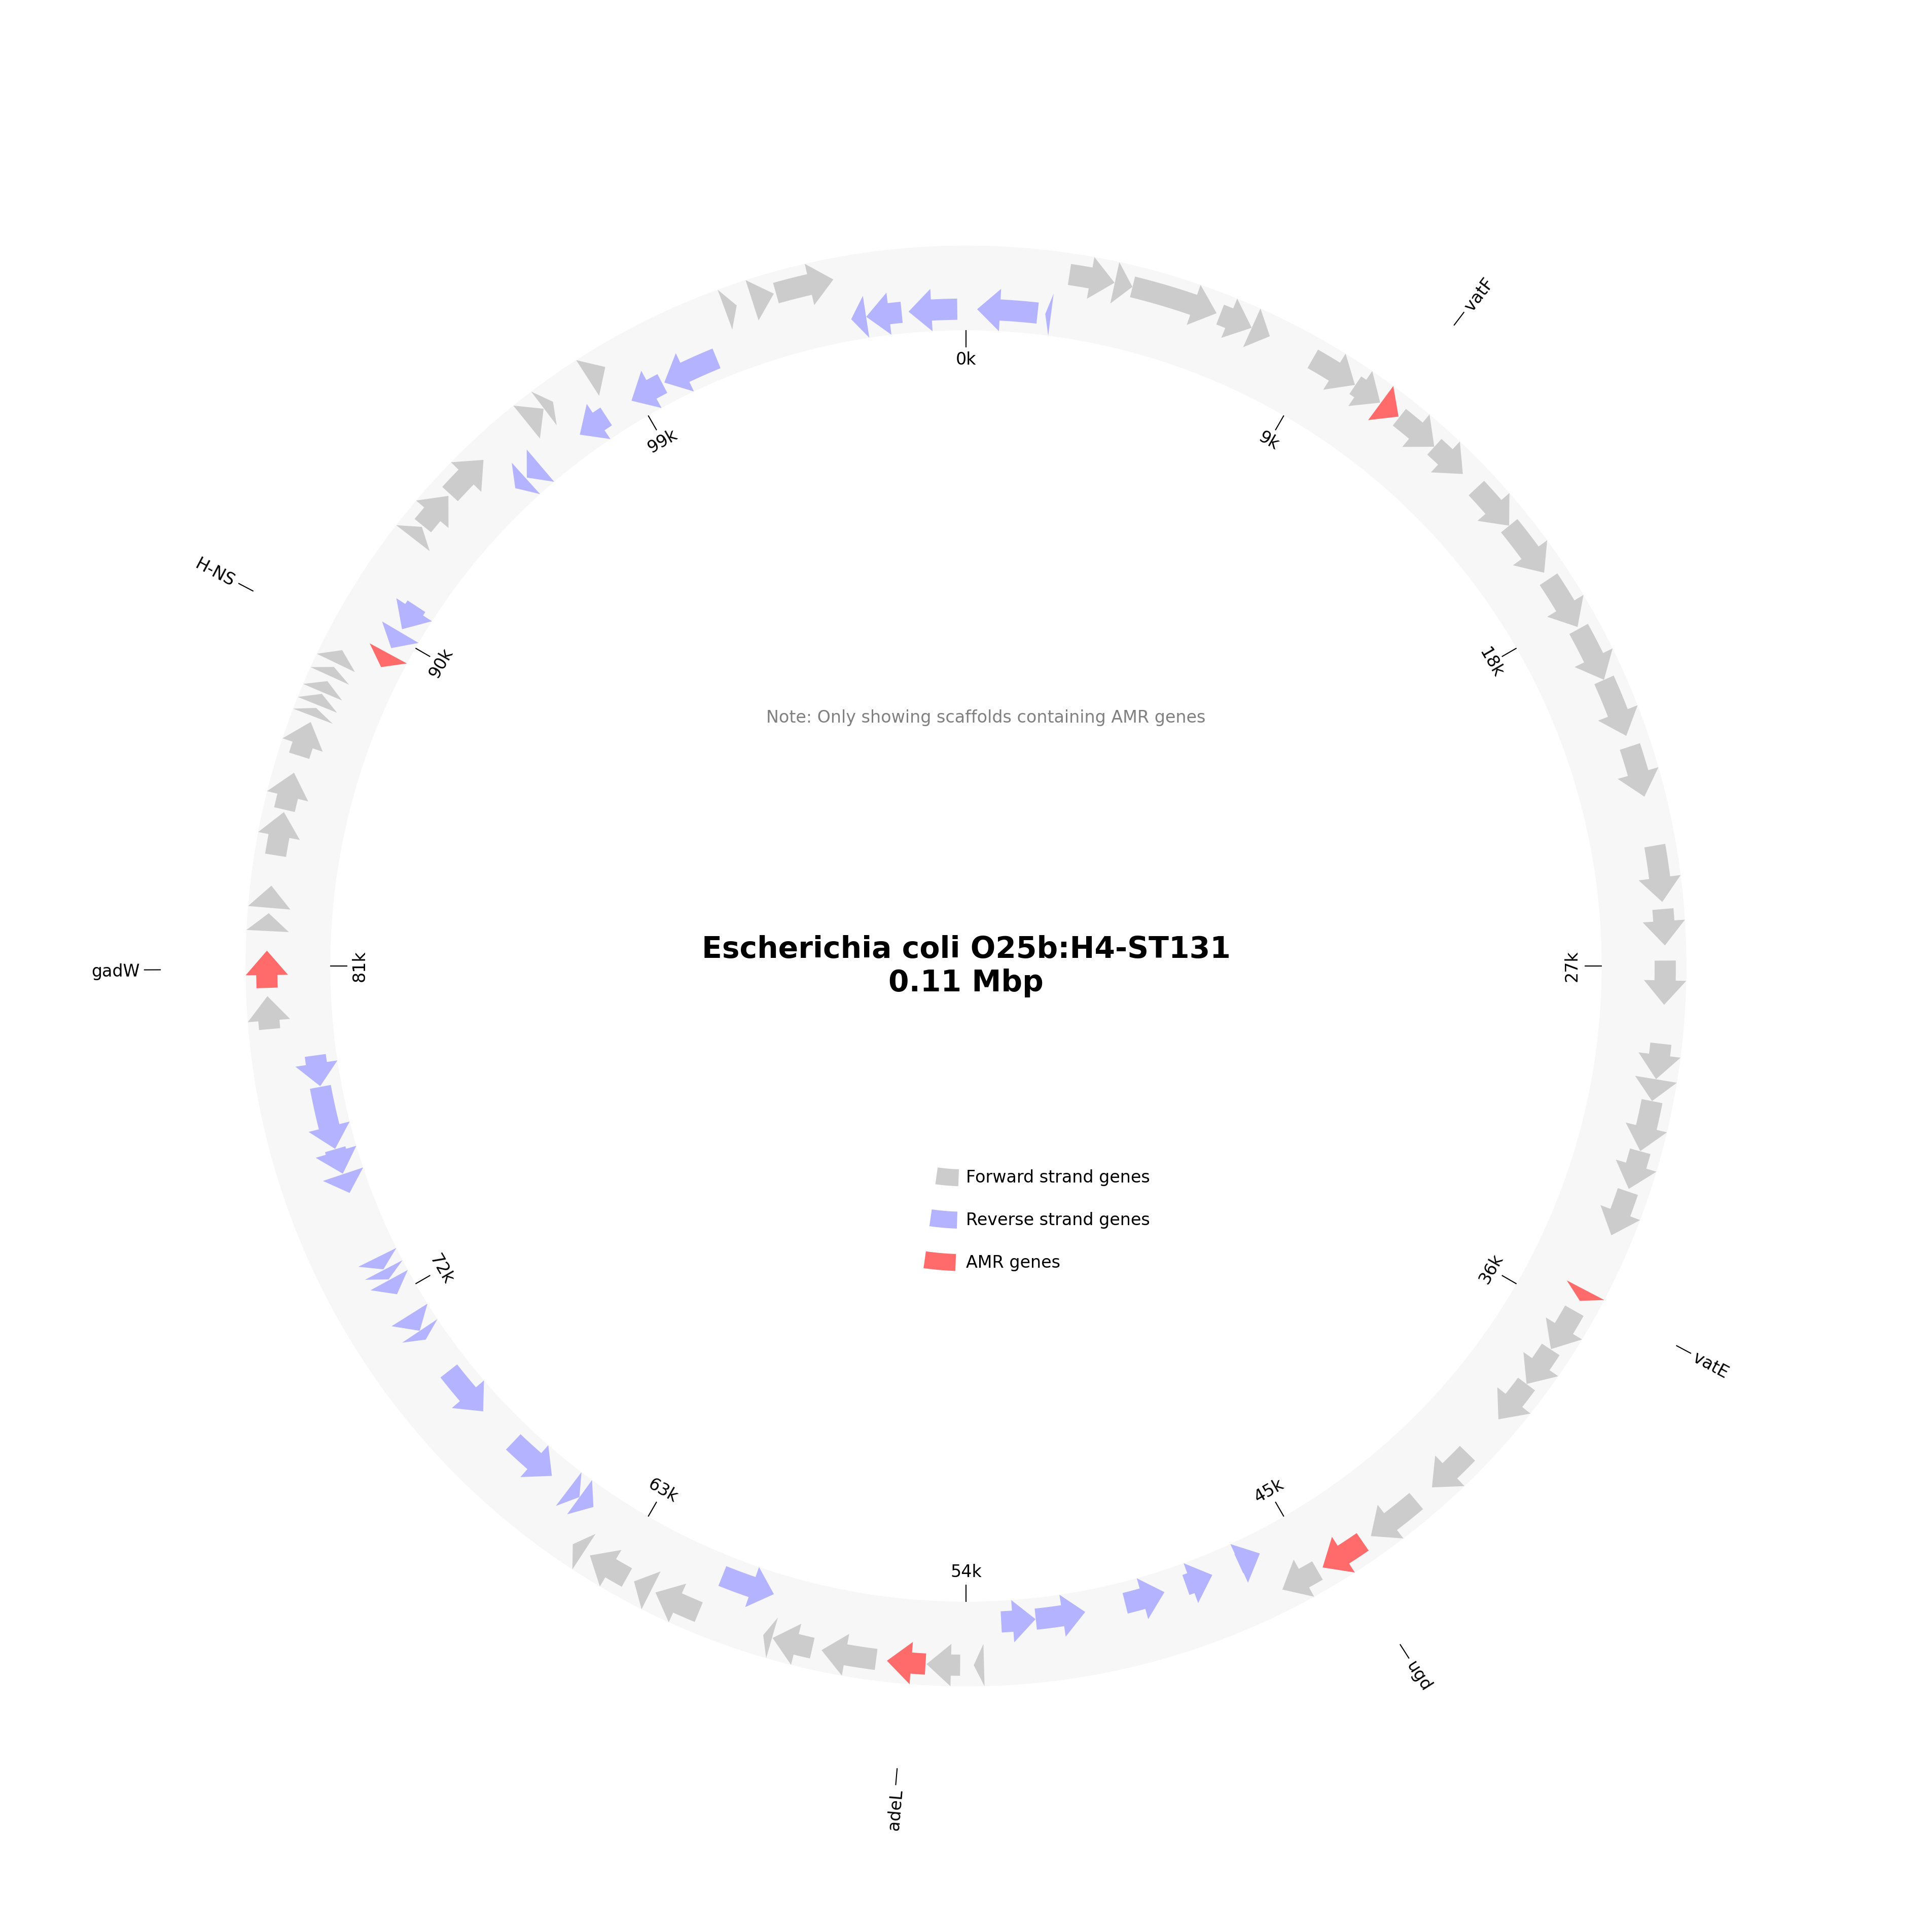 vatF
0k
9k
99k
H-NS
90k
18k
Note: Only showing scaffolds containing AMR genes
Escherichia coli O25b:H4-ST131
0.11 Mbp
gadW
81k
27k
Forward strand genes
Reverse strand genes
AMR genes
72k
36k
vatE
63k
45k
54k
ugd
adeL